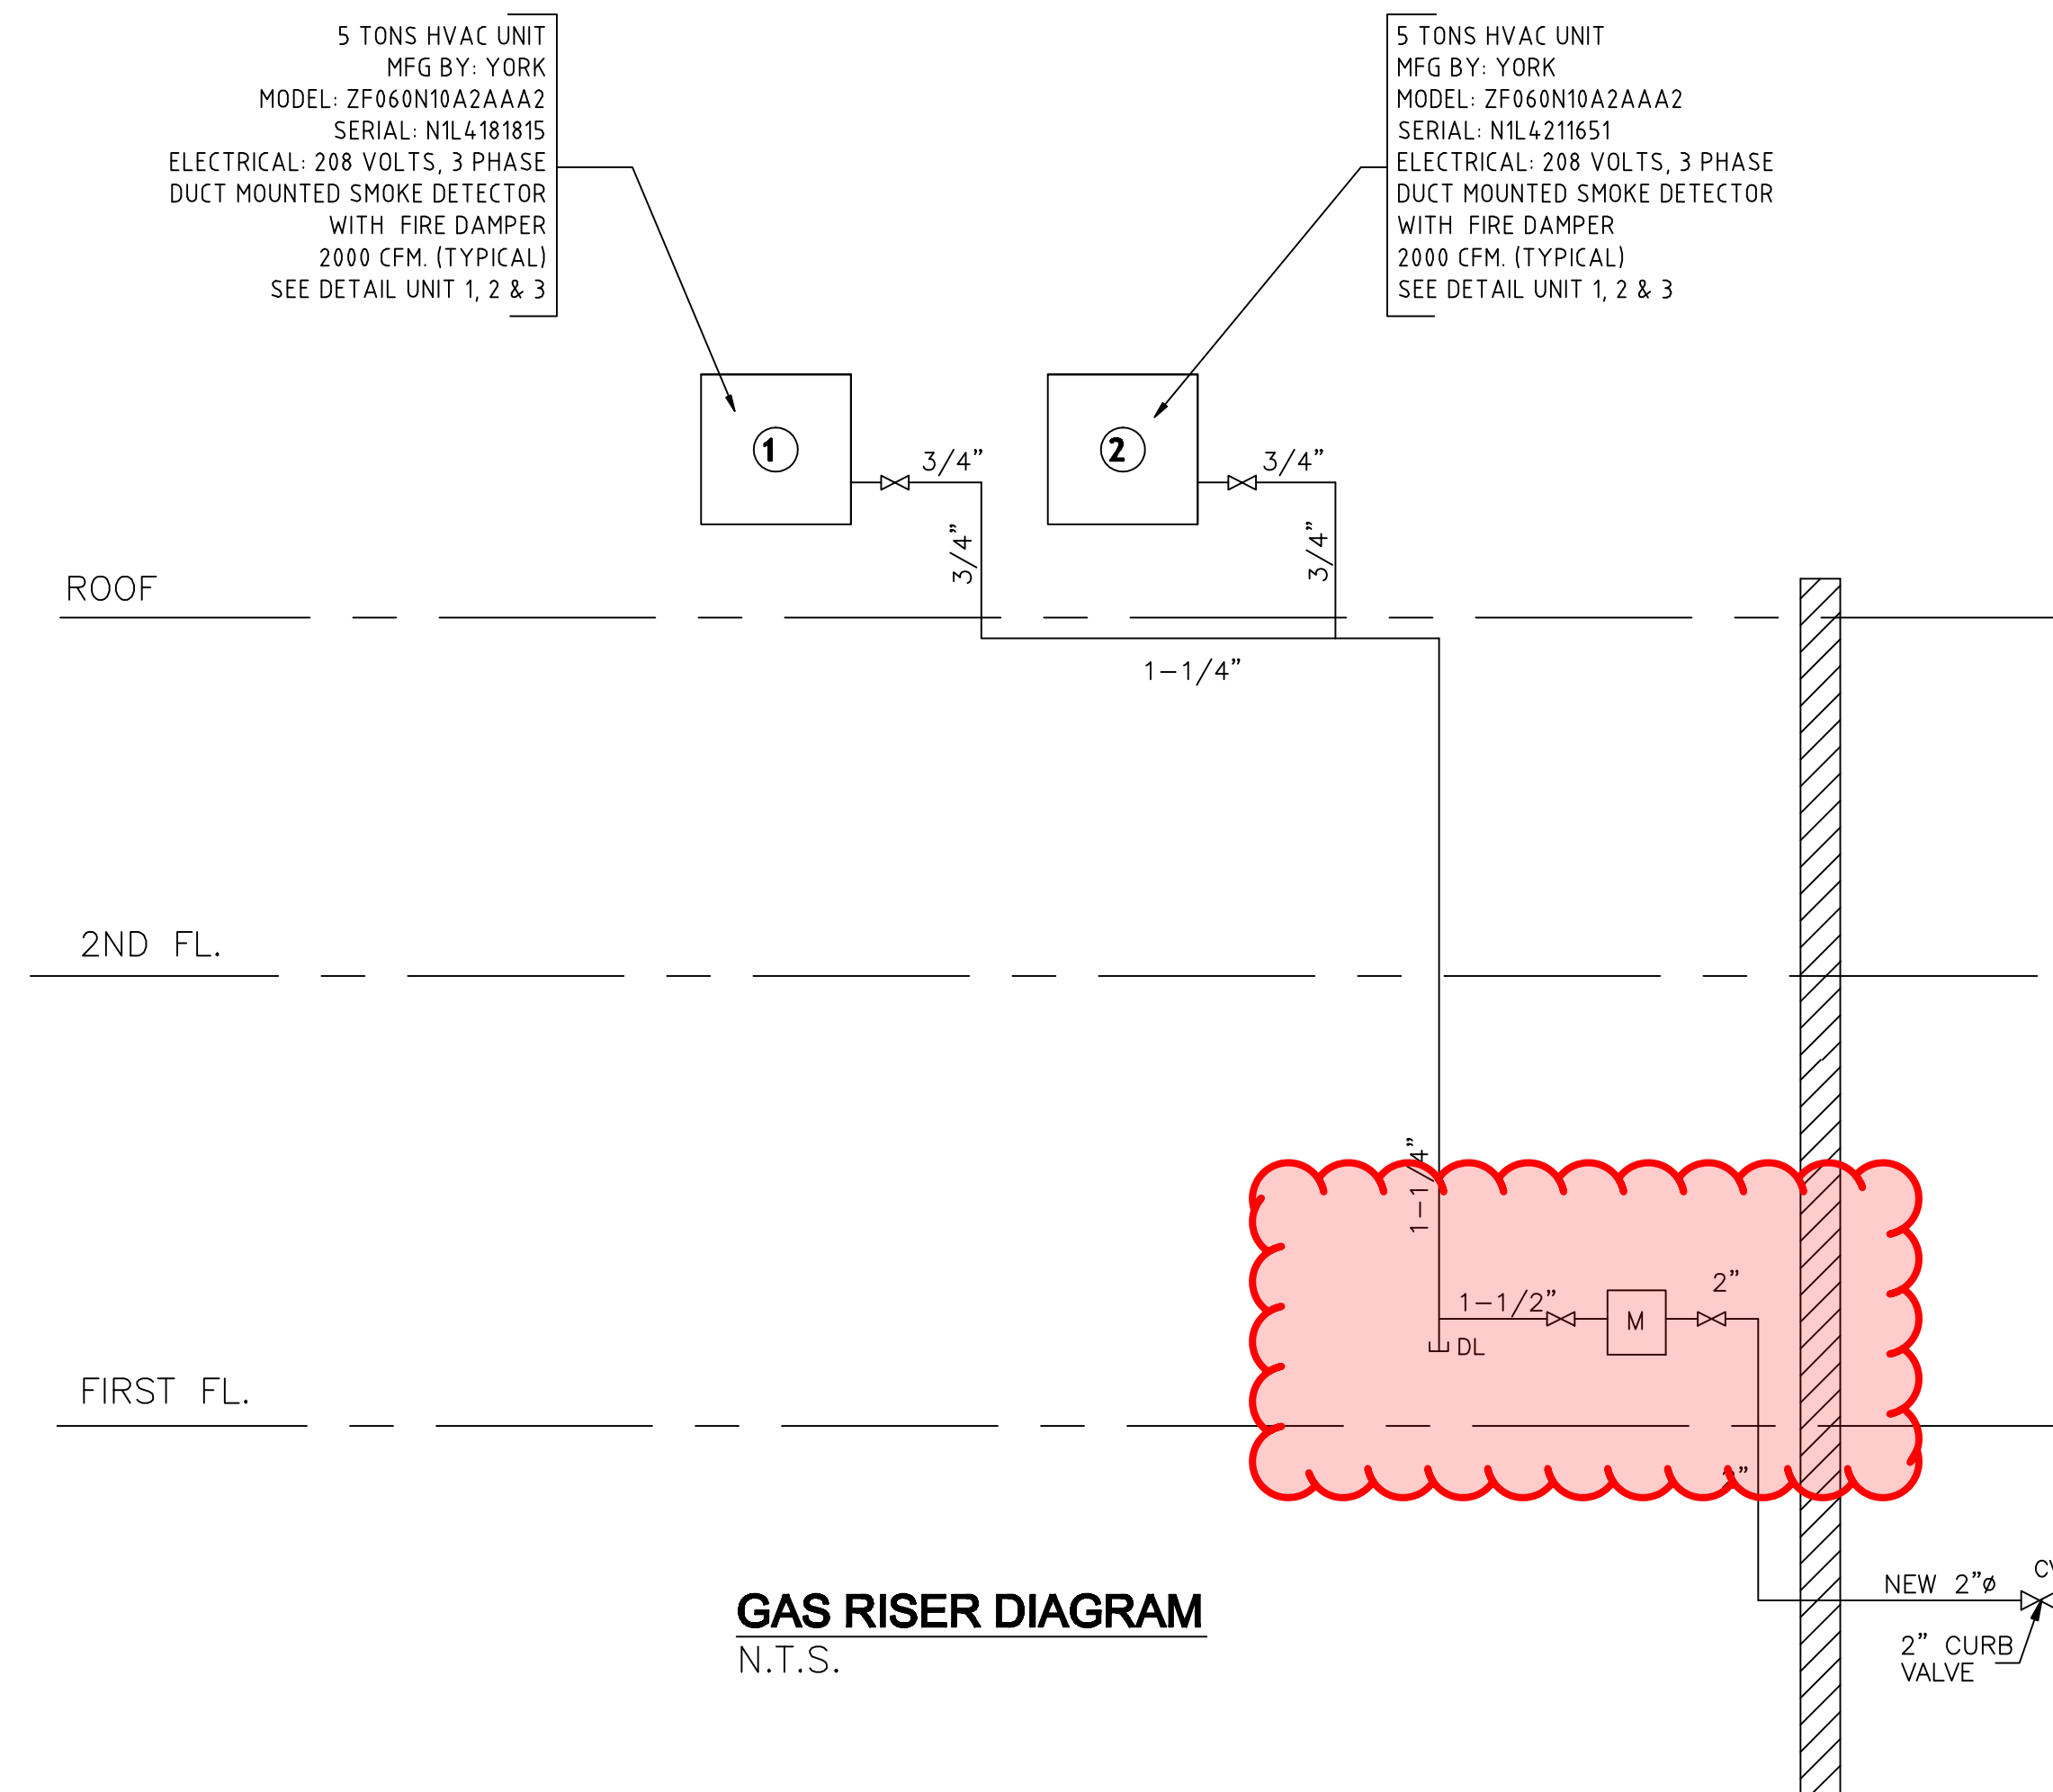 5 TONS HVAC UNIT
MFG BY: YORK
MODEL: ZF060N10A2AAA2
SERIAL: N1L4181815
ELECTRICAL: 208 VOLTS, 3 PHASE
DUCT MOUNTED SMOKE DETECTOR
WITH FIRE DAMPER
2000 CFM. (TYPICAL)
SEE DETAIL UNIT 1, 2 & 3
5 TONS HVAC UNIT
MFG BY: YORK
MODEL: ZF060N10A2AAA2
SERIAL: N1L4211651
ELECTRICAL: 208 VOLTS, 3 PHASE
DUCT MOUNTED SMOKE DETECTOR
WITH FIRE DAMPER
2000 CFM. (TYPICAL)
SEE DETAIL UNIT 1, 2 & 3
1
3/4"
3/4"
2
3/4"
3/4"
ROOF
1-1/4"
2ND FL.
1-1/4"
1-1/2"
M
2"
DL
FIRST FL.
NEW 2"ø
2" CURB
VALVE
GAS RISER DIAGRAM
N.T.S.